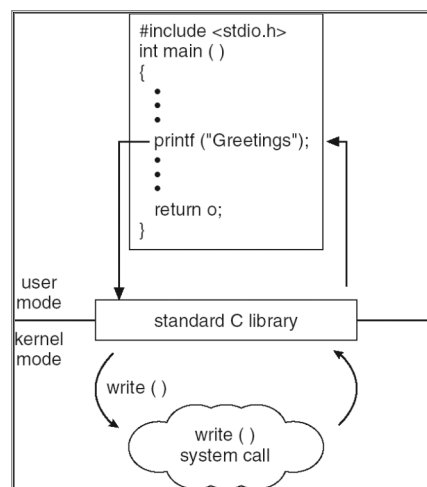 #include <stdio.h>
int main ( )
{
•
•
•
printf ("Greetings");
•
•
•
return o;
}
user
mode
standard C library
kernel
mode
write ( )
write ( )
system call